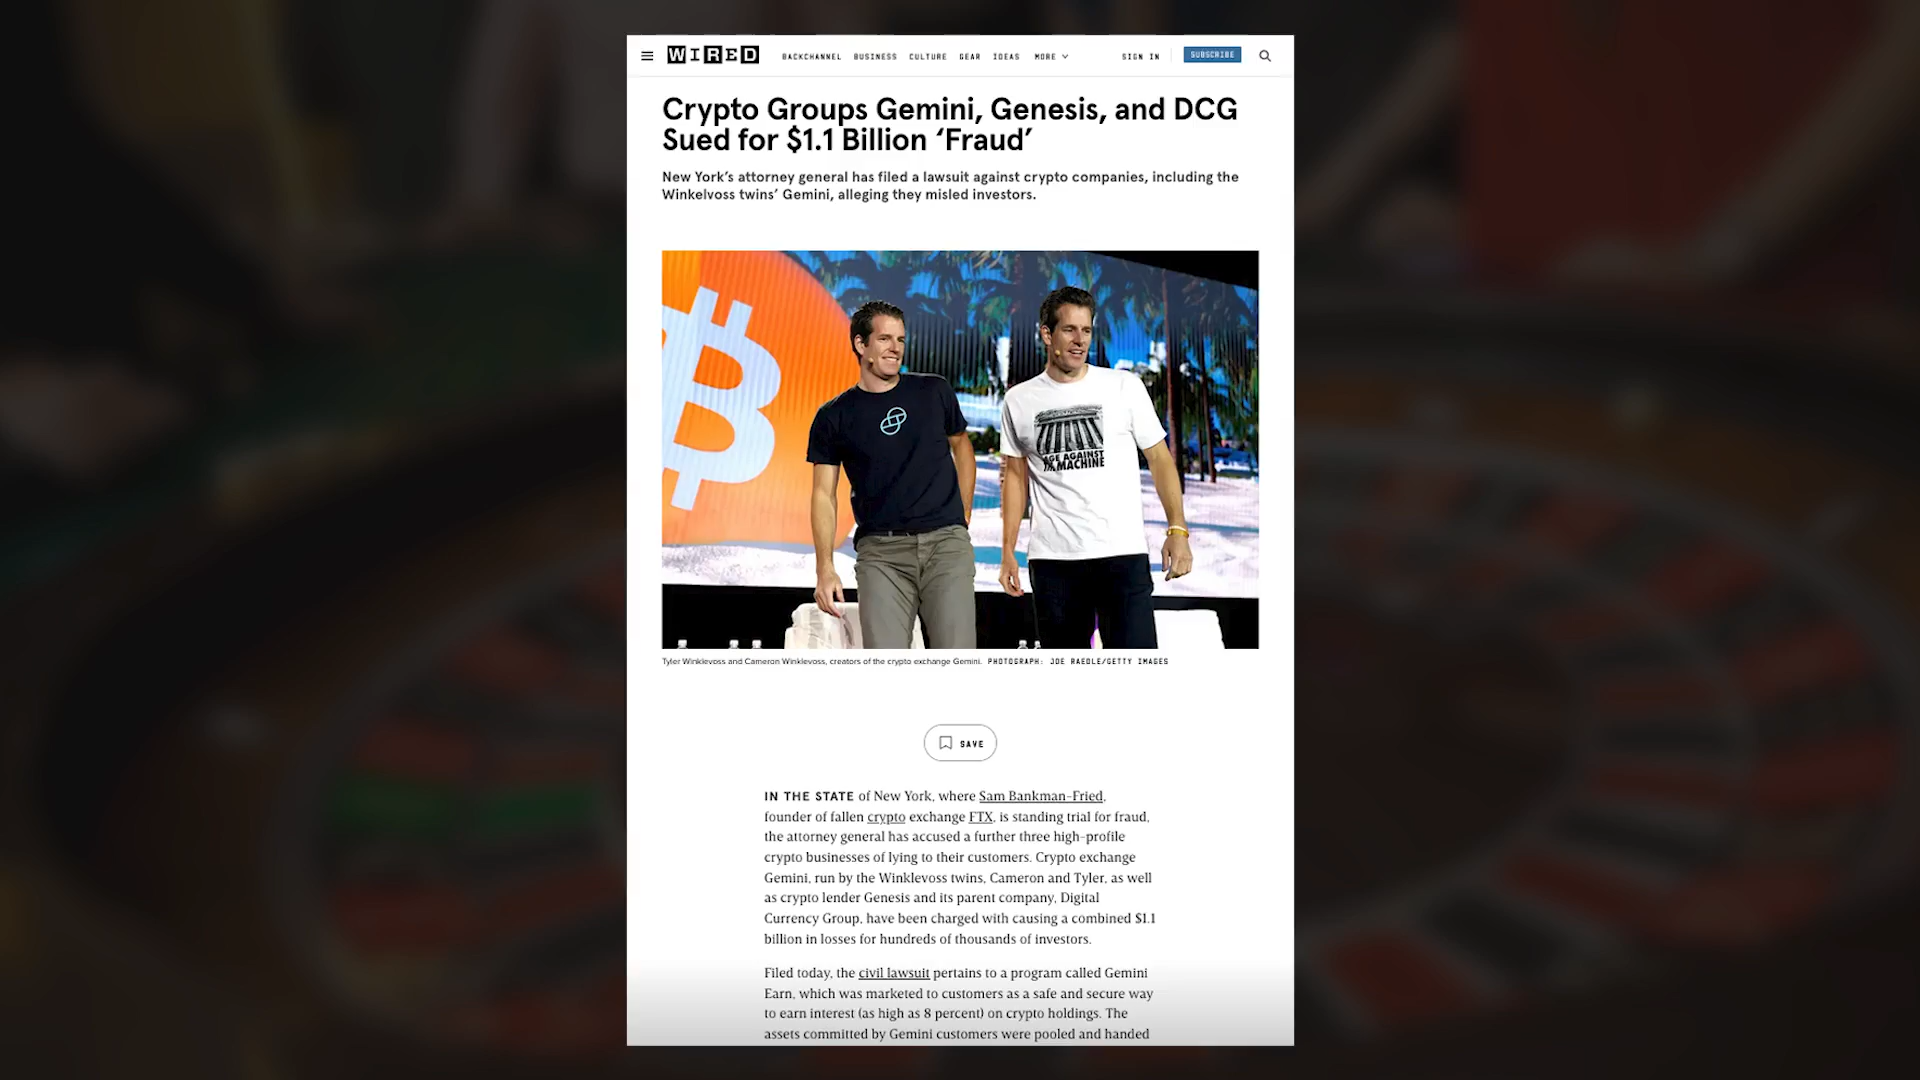 WIRED
BACKCHANNEL BUSINESS CULTURE GEAR IDEAS MORE
SIGN IN
SUBSCRIBE
Crypto Groups Gemini, Genesis, and DCG
Sued for $1.1 Billion ‘Fraud’
New York’s attorney general has filed a lawsuit against crypto companies, including the
Winkelvoss twins’ Gemini, alleging they misled investors.
AGE AGAINST
THE MACHINE
Tyler Winklevoss and Cameron Winklevoss, creators of the crypto exchange Gemini. PHOTOGRAPH: JOE RAEDLE/GETTY IMAGES
SAVE
IN THE STATE of New York, where Sam Bankman-Fried,
founder of fallen crypto exchange FTX, is standing trial for fraud,
the attorney general has accused a further three high-profile
crypto businesses of lying to their customers. Crypto exchange
Gemini, run by the Winklevoss twins, Cameron and Tyler, as well
as crypto lender Genesis and its parent company, Digital
Currency Group, have been charged with causing a combined $1.1
billion in losses for hundreds of thousands of investors.
Filed today, the civil lawsuit pertains to a program called Gemini
Earn, which was marketed to customers as a safe and secure way
to earn interest (as high as 8 percent) on crypto holdings. The
assets committed by Gemini customers were pooled and handed